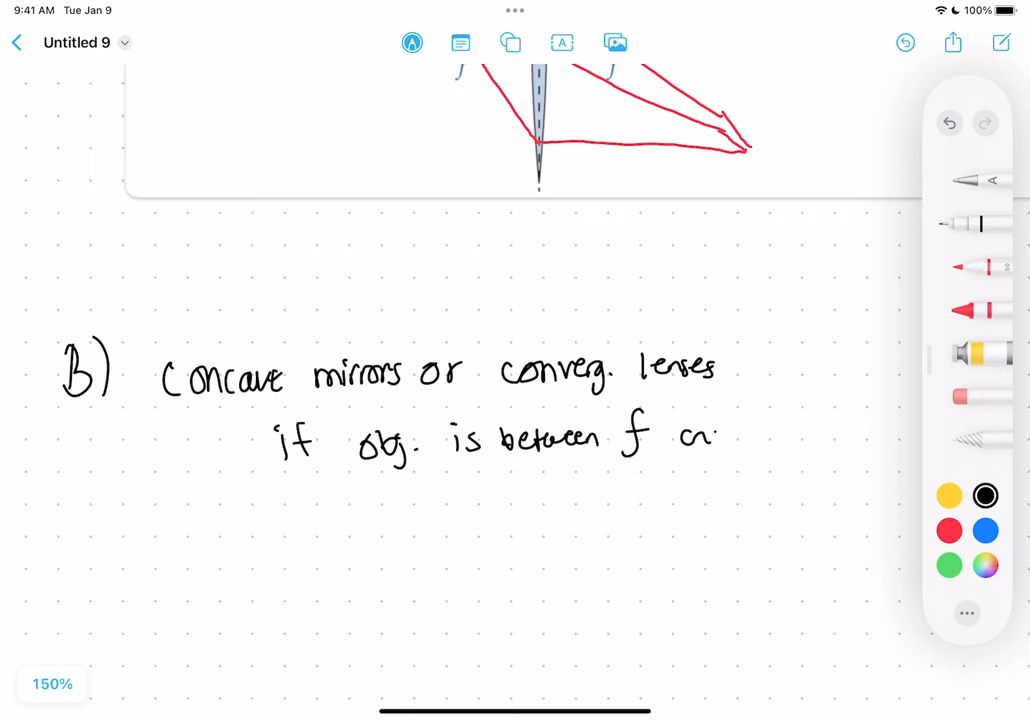 9:41 AM Tue Jan 9
100%
Untitled 9
A
f
f
A
50
B) Concave mirrors or converg. lenses
if obj. is between f
150%